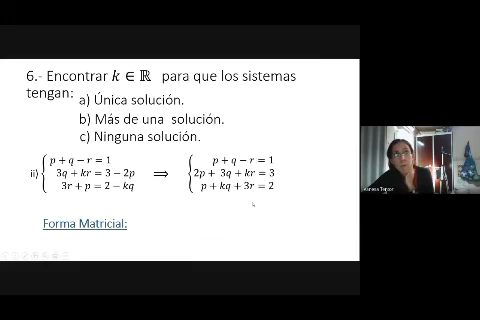 6.- Encontrar k ∈ ℝ para que los sistemas
tengan:
a) Única solución.
b) Más de una solución.
c) Ninguna solución.
ii) { p + q − r = 1
3q + kr = 3 − 2p
3r + p = 2 − kq
⟹
{ p + q − r = 1
2p + 3q + kr = 3
p + kq + 3r = 2
Forma Matricial: